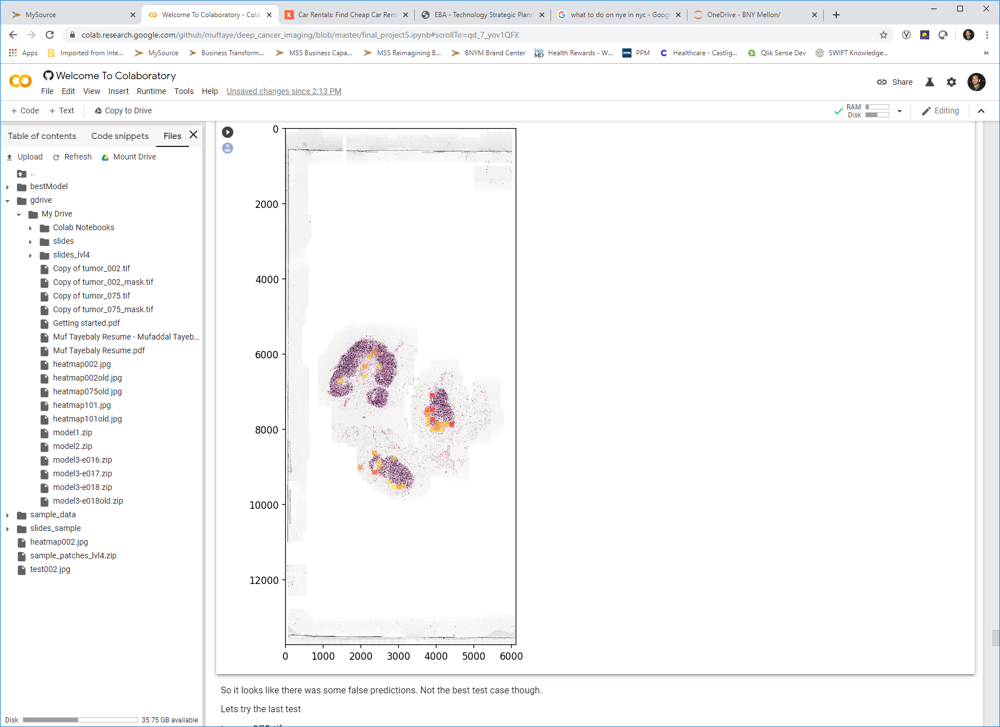 MySource
Welcome To Colaboratory - Cola
Car Rentals: Find Cheap Car Rent
EBA - Technology Strategic Plann
what to do on nye in nyc - Goog
OneDrive - BNY Mellon/
colab.research.google.com/github/muftaye/deep_cancer_imaging/blob/master/final_project5.ipynb#scrollTo=qd_7_yov1QFX
Apps
Imported from Inte...
MySource
Business Transform...
MSS Business Capa...
MSS Reimagining B...
BNYM Brand Center
Health Rewards - W...
PPM
PPM
Healthcare - Castlig...
Qlik Sense Dev
SWIFT Knowledge...
Welcome To Colaboratory
File Edit View Insert Runtime Tools Help Unsaved changes since 2:13 PM
Share
+ Code + Text Copy to Drive
RAM
Disk
Editing
Table of contents Code snippets Files
Upload Refresh Mount Drive
..
bestModel
gdrive
My Drive
Colab Notebooks
slides
slides_lvl4
Copy of tumor_002.tif
Copy of tumor_002_mask.tif
Copy of tumor_075.tif
Copy of tumor_075_mask.tif
Getting started.pdf
Muf Tayebaly Resume - Mufaddal Tayeb...
Muf Tayebaly Resume.pdf
heatmap002.jpg
heatmap002old.jpg
heatmap075old.jpg
heatmap101.jpg
heatmap101old.jpg
model1.zip
model2.zip
model3-e016.zip
model3-e017.zip
model3-e018.zip
model3-e018old.zip
sample_data
slides_sample
heatmap002.jpg
sample_patches_lvl4.zip
test002.jpg
Disk 35.75 GB available
0
2000
4000
6000
8000
10000
12000
0 1000 2000 3000 4000 5000 6000
So it looks like there was some false predictions. Not the best test case though.
Lets try the last test